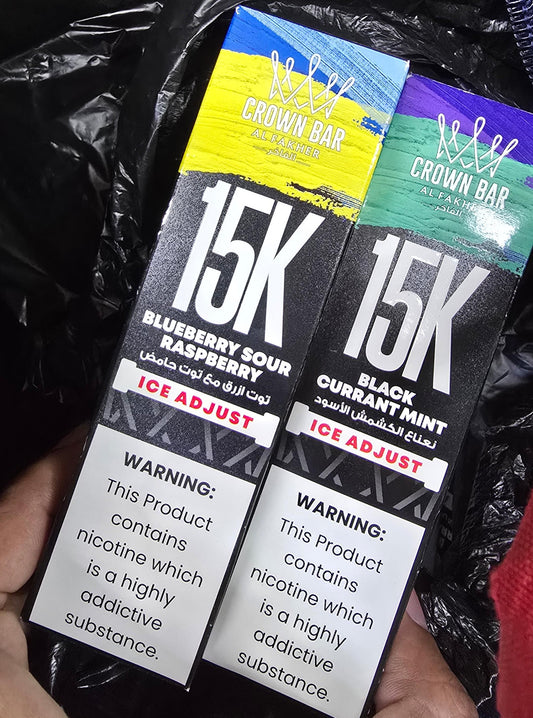 CROWN BAR
AL FAKHER
الفاخر
15K
BLUEBERRY SOUR
RASPBERRY
توت ازرق مع توت حامض
ICE ADJUST
WARNING:
This Product
contains
nicotine which
is a highly
addictive
substance.
CROWN BAR
AL FAKHER
الفاخر
15K
BLACK
CURRANT MINT
نعناع الكشمش الأسود
ICE ADJUST
WARNING:
This Product
contains
nicotine which
is a highly
addictive
substance.